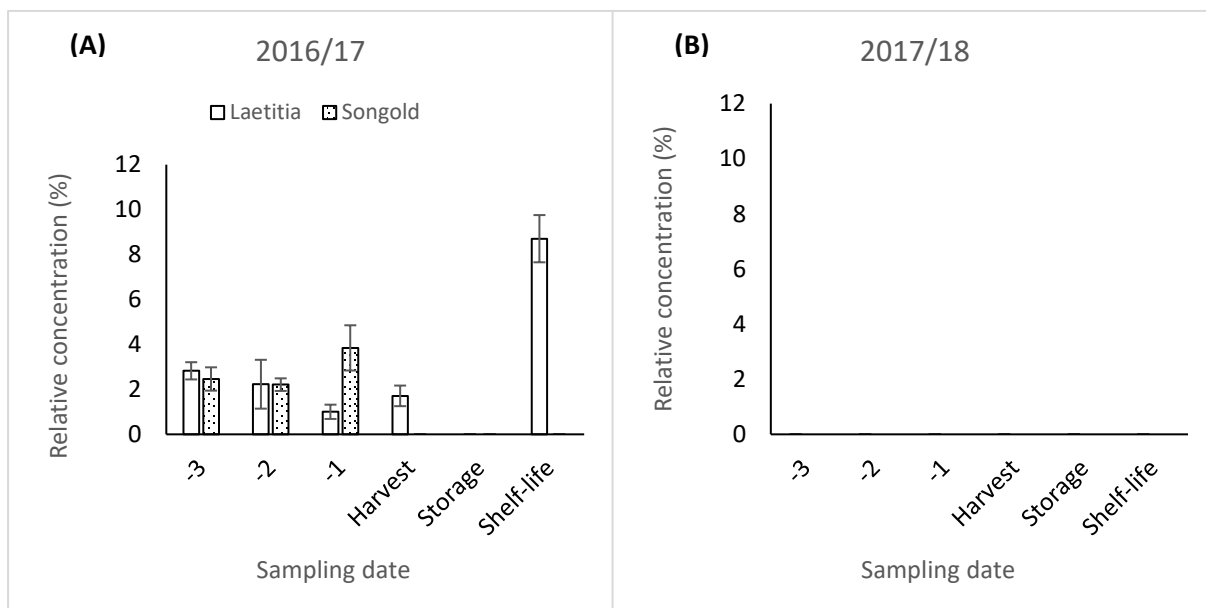 (A)
2016/17
Laetitia
Songold
Relative concentration (%)
12
10
8
6
4
2
0
-3
-2
-1
Harvest
Storage
Shelf-life
Sampling date
(B)
2017/18
Relative concentration (%)
12
10
8
6
4
2
0
-3
-2
-1
Harvest
Storage
Shelf-life
Sampling date